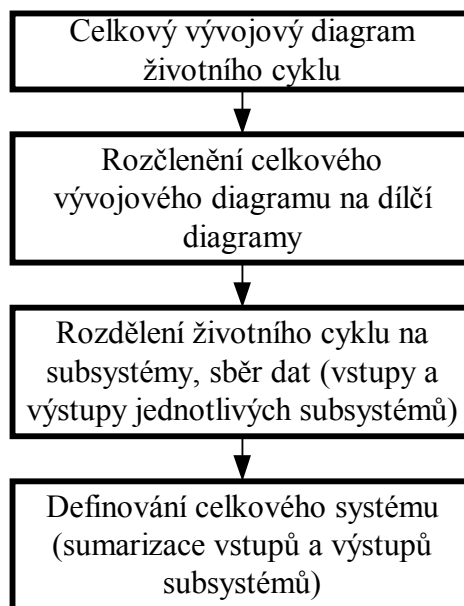 Celkový vývojový diagram
životního cyklu
Rozčlenění celkového
vývojového diagramu na dílčí
diagramy
Rozdělení životního cyklu na
subsystémy, sběr dat (vstupy a
výstupy jednotlivých subsystémů)
Definování celkového systému
(sumarizace vstupů a výstupů
subsystémů)